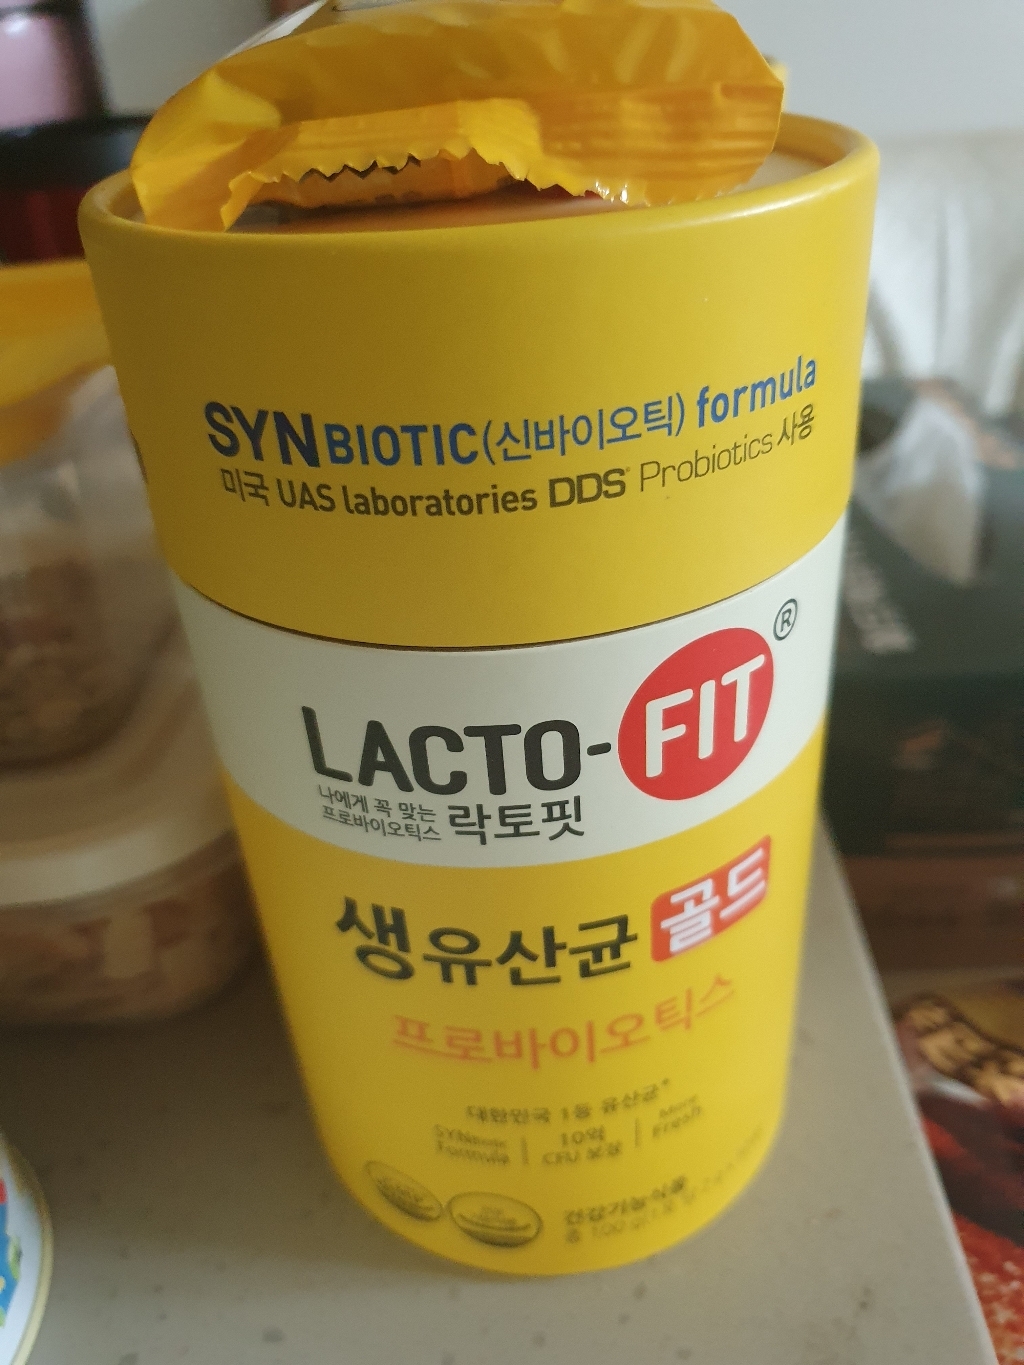 SYNBIOTIC(신바이오틱) formula
미국 UAS laboratories DDS® Probiotics 사용
LACTO-FIT®
나에게 꼭 맞는
프로바이오틱스 락토핏
생유산균 골드
프로바이오틱스
대한민국 1등 유산균*
SYNBIOTIC Formula
10억 CFU 보장
More Fresh
건강기능식품